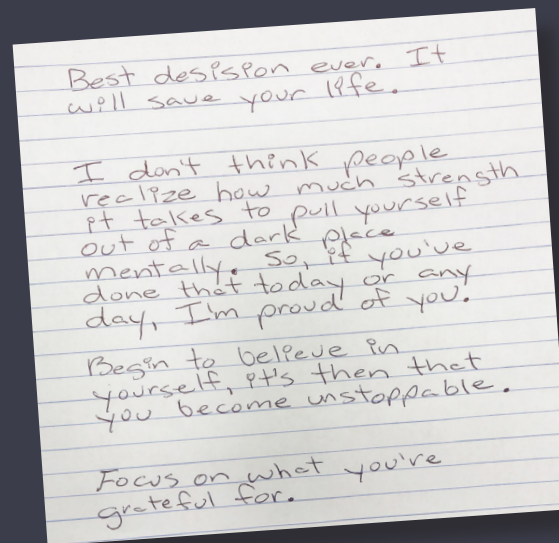 Best desision ever. It
will save your life.
I don't think people
realize how much strength
it takes to pull yourself
out of a dark place
mentally. So, if you've
done that today or any
day, I'm proud of you.
Begin to believe in
yourself, it's then that
you become unstoppable.
Focus on what you're
grateful for.